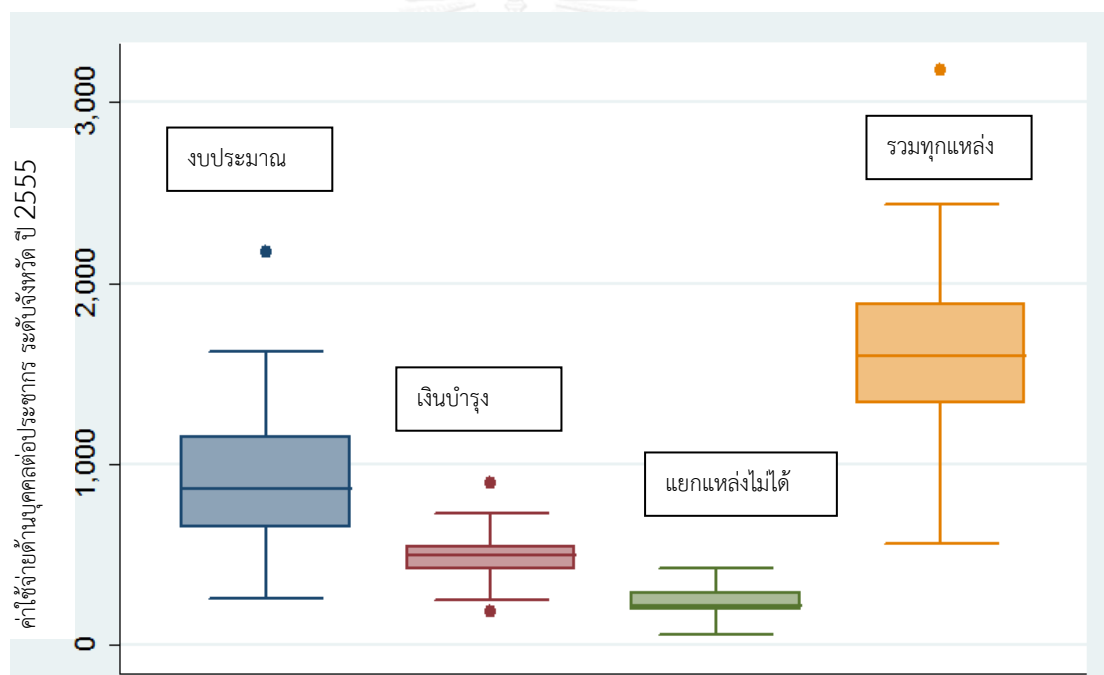 ค่าใช้จ่ายด้านบุคคลต่อประชากร ระดับจังหวัด ปี 2555
3,000
2,000
1,000
0
งบประมาณ
เงินบำรุง
แยกแหล่งไม่ได้
รวมทุกแหล่ง